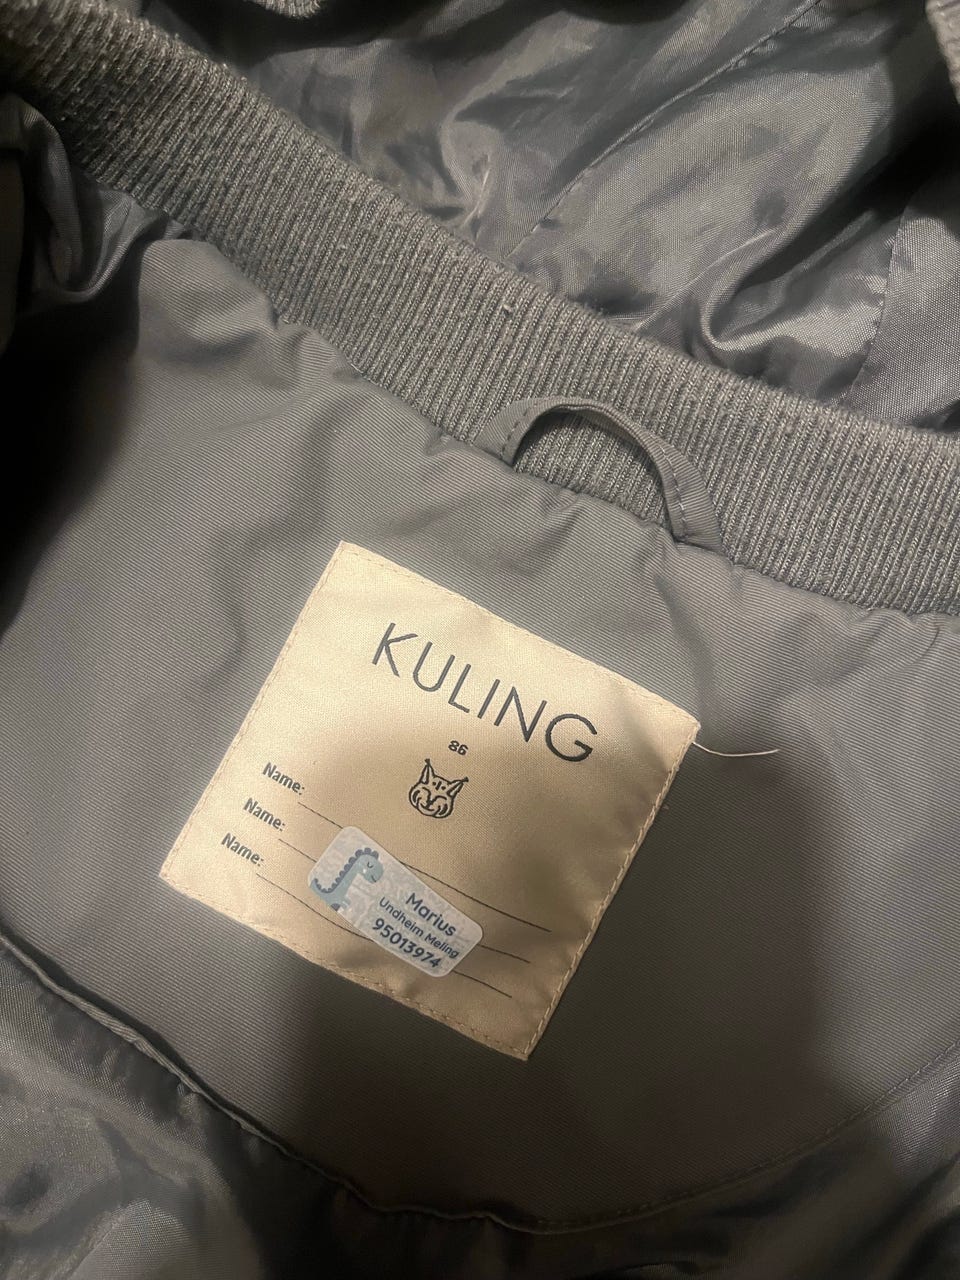 KULING
86
Name:
Name:
Name:
Marius
Undheim Meling
95013974